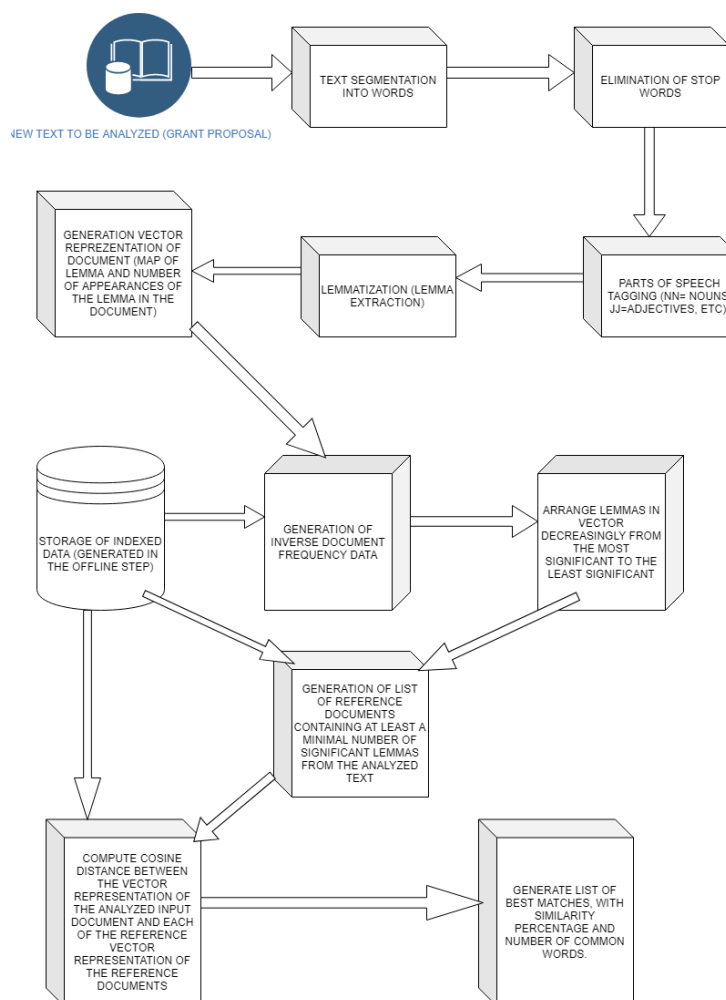 NEW TEXT TO BE ANALYZED (GRANT PROPOSAL)
TEXT SEGMENTATION
INTO WORDS
ELIMINATION OF STOP
WORDS
GENERATION VECTOR
REPREZENTATION OF
DOCUMENT (MAP OF
LEMMA AND NUMBER
OF APPEARANCES OF
THE LEMMA IN THE
DOCUMENT)
LEMMATIZATION (LEMMA
EXTRACTION)
PARTS OF SPEECH
TAGGING (NN= NOUNS,
JJ=ADJECTIVES, ETC)
STORAGE OF INDEXED
DATA (GENERATED IN
THE OFFLINE STEP)
GENERATION OF
INVERSE DOCUMENT
FREQUENCY DATA
ARRANGE LEMMAS IN
VECTOR
DECREASINGLY FROM
THE MOST
SIGNIFICANT TO THE
LEAST SIGNIFICANT
GENERATION OF LIST
OF REFERENCE
DOCUMENTS
CONTAINING AT LEAST A
MINIMAL NUMBER OF
SIGNIFICANT LEMMAS
FROM THE ANALYZED
TEXT
COMPUTE COSINE
DISTANCE BETWEEN
THE VECTOR
REPRESENTATION OF
THE ANALYZED INPUT
DOCUMENT AND EACH
OF THE REFERENCE
VECTOR
REPRESENTATION OF
THE REFERENCE
DOCUMENTS
GENERATE LIST OF
BEST MATCHES, WITH
SIMILARITY
PERCENTAGE AND
NUMBER OF COMMON
WORDS.